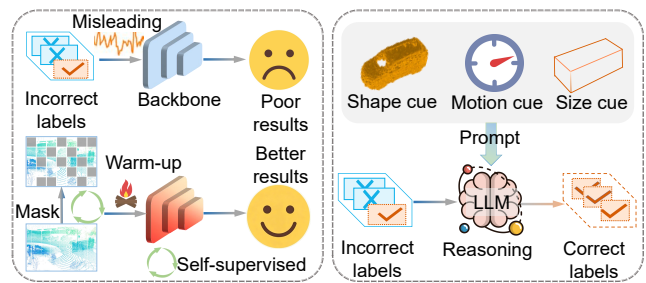 Misleading
Incorrect
labels
Backbone
Poor
results
Warm-up
Better
results
Mask
Self-supervised
Shape cue
Motion cue
Size cue
Prompt
LLM
Incorrect
labels
Reasoning
Correct
labels